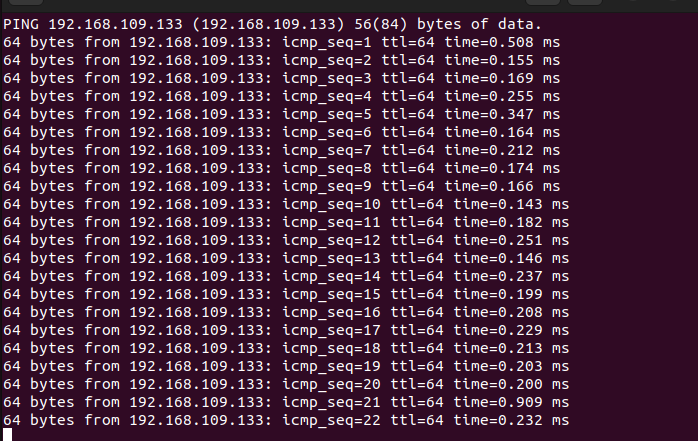 PING 192.168.109.133 (192.168.109.133) 56(84) bytes of data.
64 bytes from 192.168.109.133: icmp_seq=1 ttl=64 time=0.508 ms
64 bytes from 192.168.109.133: icmp_seq=2 ttl=64 time=0.155 ms
64 bytes from 192.168.109.133: icmp_seq=3 ttl=64 time=0.169 ms
64 bytes from 192.168.109.133: icmp_seq=4 ttl=64 time=0.255 ms
64 bytes from 192.168.109.133: icmp_seq=5 ttl=64 time=0.347 ms
64 bytes from 192.168.109.133: icmp_seq=6 ttl=64 time=0.164 ms
64 bytes from 192.168.109.133: icmp_seq=7 ttl=64 time=0.212 ms
64 bytes from 192.168.109.133: icmp_seq=8 ttl=64 time=0.174 ms
64 bytes from 192.168.109.133: icmp_seq=9 ttl=64 time=0.166 ms
64 bytes from 192.168.109.133: icmp_seq=10 ttl=64 time=0.143 ms
64 bytes from 192.168.109.133: icmp_seq=11 ttl=64 time=0.182 ms
64 bytes from 192.168.109.133: icmp_seq=12 ttl=64 time=0.251 ms
64 bytes from 192.168.109.133: icmp_seq=13 ttl=64 time=0.146 ms
64 bytes from 192.168.109.133: icmp_seq=14 ttl=64 time=0.237 ms
64 bytes from 192.168.109.133: icmp_seq=15 ttl=64 time=0.199 ms
64 bytes from 192.168.109.133: icmp_seq=16 ttl=64 time=0.208 ms
64 bytes from 192.168.109.133: icmp_seq=17 ttl=64 time=0.229 ms
64 bytes from 192.168.109.133: icmp_seq=18 ttl=64 time=0.213 ms
64 bytes from 192.168.109.133: icmp_seq=19 ttl=64 time=0.203 ms
64 bytes from 192.168.109.133: icmp_seq=20 ttl=64 time=0.200 ms
64 bytes from 192.168.109.133: icmp_seq=21 ttl=64 time=0.909 ms
64 bytes from 192.168.109.133: icmp_seq=22 ttl=64 time=0.232 ms